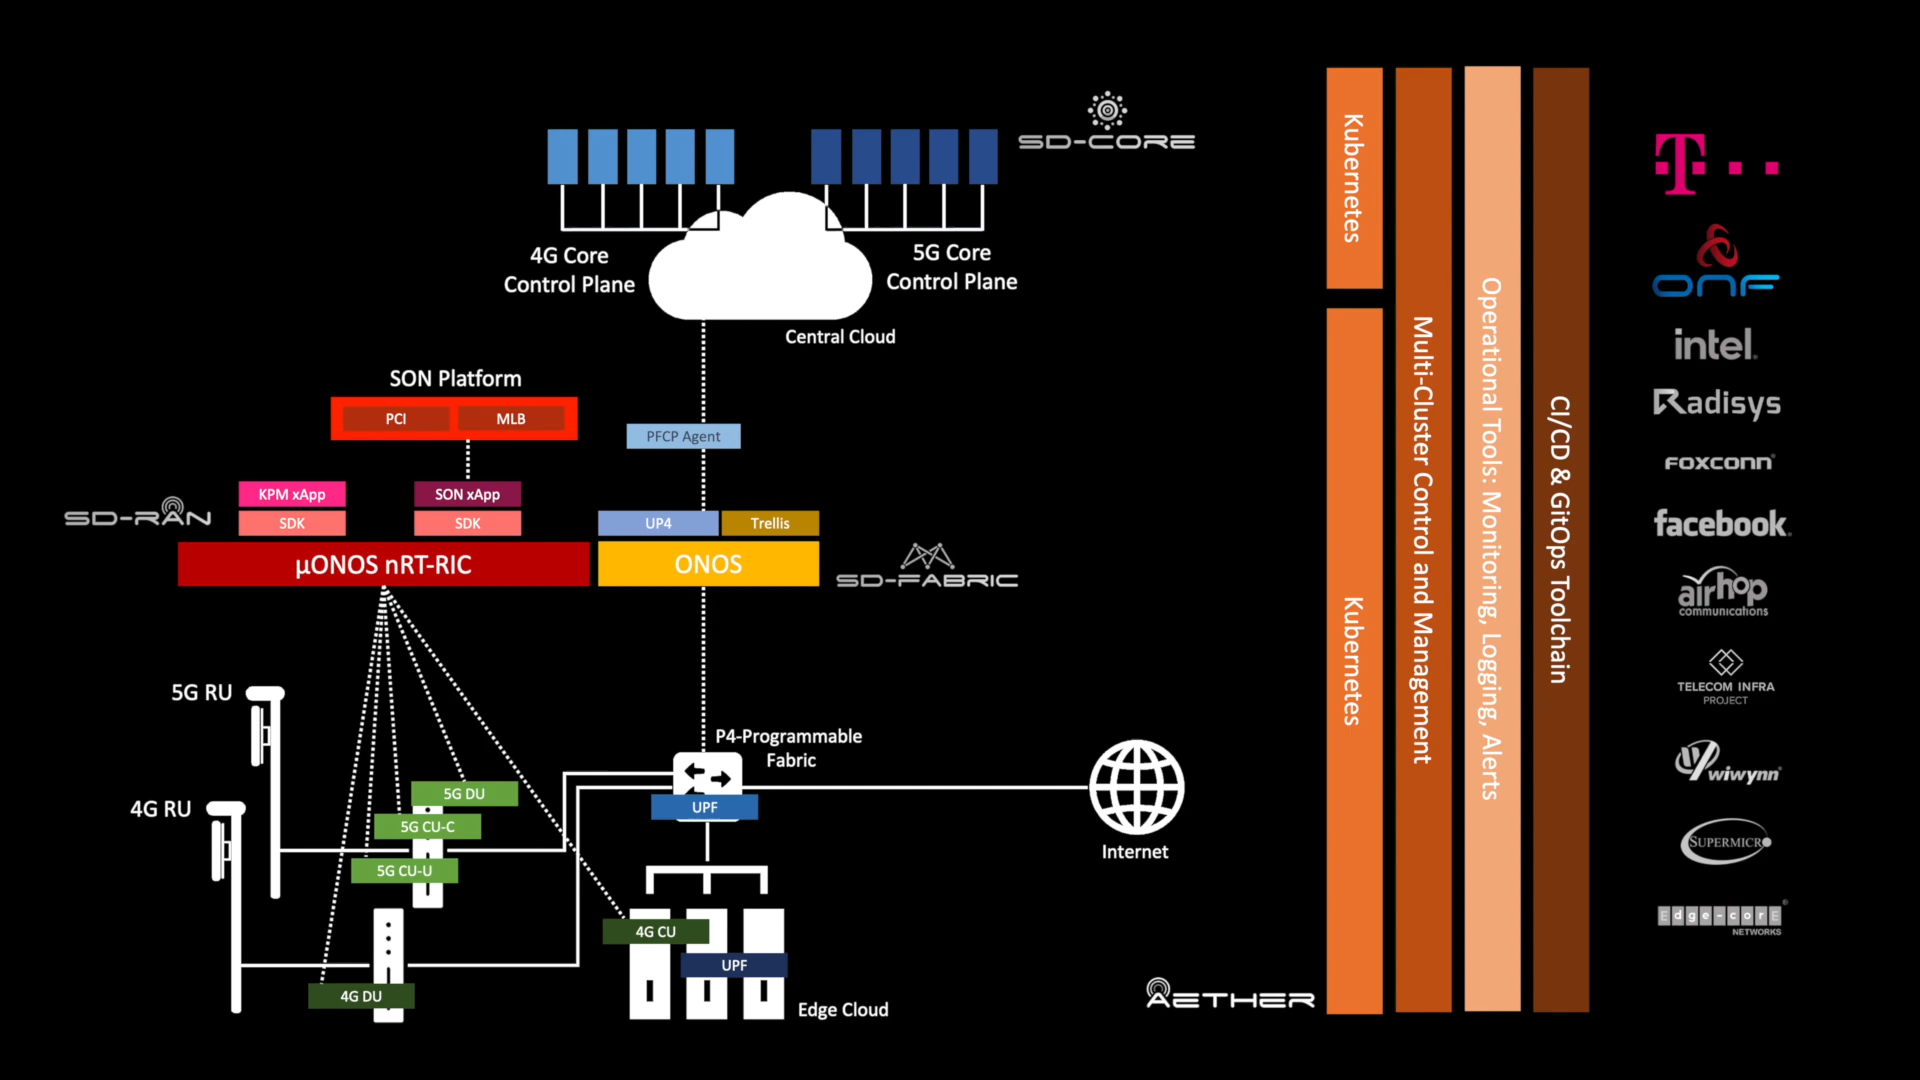 SD-CORE
4G Core
Control Plane
5G Core
Control Plane
Central Cloud
SON Platform
PCI
MLB
PFCP Agent
SD-RAN
KPM xApp
SDK
SON xApp
SDK
UP4
Trellis
µONOS nRT-RIC
ONOS
SD-FABRIC
5G RU
4G RU
5G DU
5G CU-C
5G CU-U
4G DU
P4-Programmable
Fabric
UPF
Internet
4G CU
UPF
Edge Cloud
AETHER
Kubernetes
Kubernetes
Multi-Cluster Control and Management
Operational Tools: Monitoring, Logging, Alerts
CI/CD & GitOps Toolchain
T
ONF
intel.
Radisys
FOXCONN
facebook.
airhop
communications
TELECOM INFRA
PROJECT
wiwynn
SUPERMICRO
Edge-corE
NETWORKS